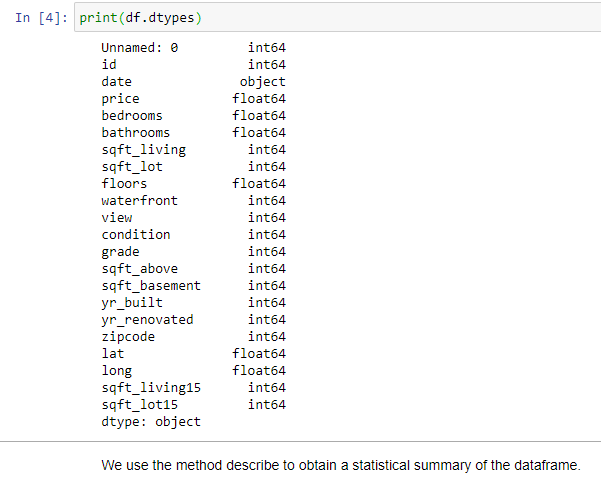 In [4]: print(df.dtypes)
Unnamed: 0 int64
id int64
date object
price float64
bedrooms float64
bathrooms float64
sqft_living int64
sqft_lot int64
floors float64
waterfront int64
view int64
condition int64
grade int64
sqft_above int64
sqft_basement int64
yr_built int64
yr_renovated int64
zipcode int64
lat float64
long float64
sqft_living15 int64
sqft_lot15 int64
dtype: object
We use the method describe to obtain a statistical summary of the dataframe.